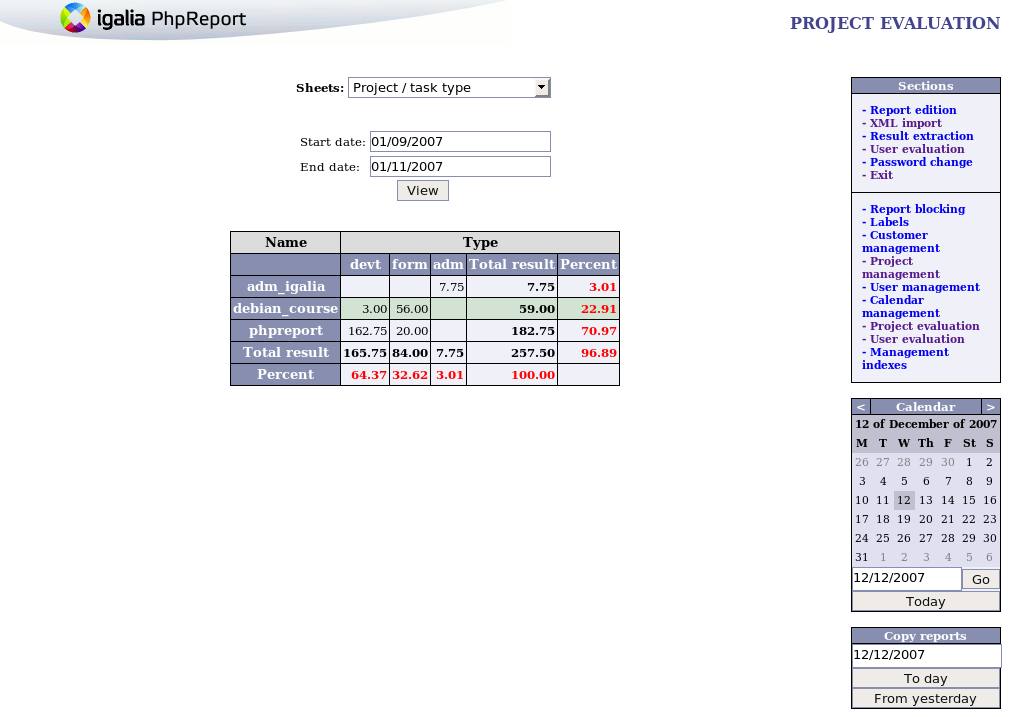 igalia PhpReport
PROJECT EVALUATION
Sheets: Project / task type
Start date: 01/09/2007
End date: 01/11/2007
View
Name Type
devt form adm Total result Percent
adm_igalia 7.75 7.75 3.01
debian_course 3.00 56.00 59.00 22.91
phpreport 162.75 20.00 182.75 70.97
Total result 165.75 84.00 7.75 257.50 96.89
Percent 64.37 32.62 3.01 100.00
Sections
- Report edition
- XML import
- Result extraction
- User evaluation
- Password change
- Exit
- Report blocking
- Labels
- Customer
management
- Project
management
- User management
- Calendar
management
- Project evaluation
- User evaluation
- Management
indexes
< Calendar >
12 of December of 2007
M T W Th F St S
26 27 28 29 30 1 2
3 4 5 6 7 8 9
10 11 12 13 14 15 16
17 18 19 20 21 22 23
24 25 26 27 28 29 30
31 1 2 3 4 5 6
12/12/2007 Go
Today
Copy reports
12/12/2007
To day
From yesterday